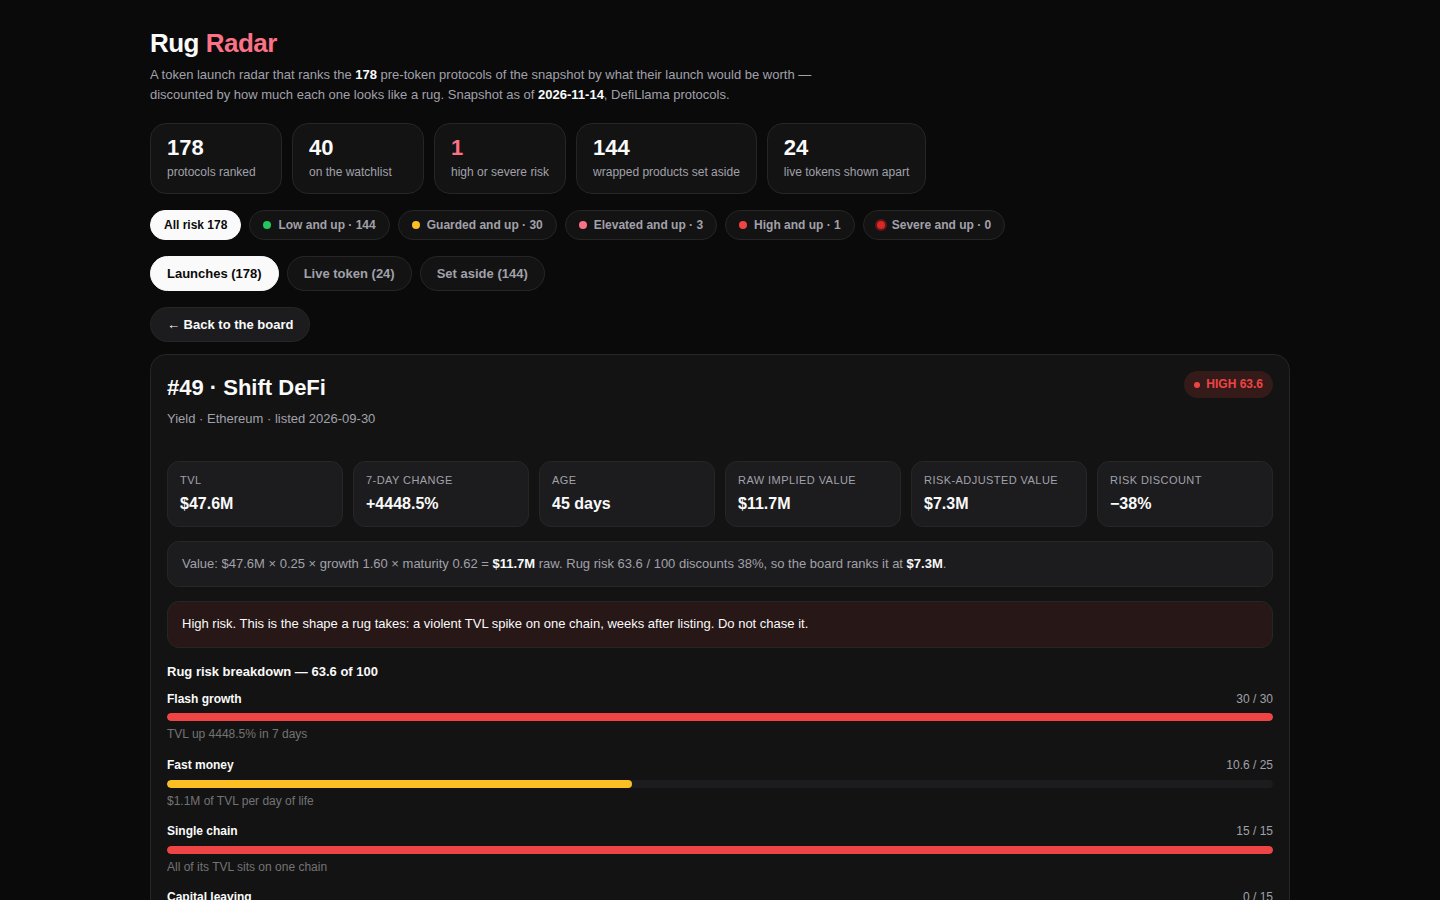 Rug Radar
A token launch radar that ranks the 178 pre-token protocols of the snapshot by what their launch would be worth —
discounted by how much each one looks like a rug. Snapshot as of 2026-11-14, DefiLlama protocols.
178
protocols ranked
40
on the watchlist
1
high or severe risk
144
wrapped products set aside
24
live tokens shown apart
All risk 178
Low and up · 144
Guarded and up · 30
Elevated and up · 3
High and up · 1
Severe and up · 0
Launches (178)
Live token (24)
Set aside (144)
← Back to the board
#49 · Shift DeFi
HIGH 63.6
Yield · Ethereum · listed 2026-09-30
TVL
$47.6M
7-DAY CHANGE
+4448.5%
AGE
45 days
RAW IMPLIED VALUE
$11.7M
RISK-ADJUSTED VALUE
$7.3M
RISK DISCOUNT
−38%
Value: $47.6M × 0.25 × growth 1.60 × maturity 0.62 = $11.7M raw. Rug risk 63.6 / 100 discounts 38%, so the board ranks it at $7.3M.
High risk. This is the shape a rug takes: a violent TVL spike on one chain, weeks after listing. Do not chase it.
Rug risk breakdown — 63.6 of 100
Flash growth
30 / 30
TVL up 4448.5% in 7 days
Fast money
10.6 / 25
$1.1M of TVL per day of life
Single chain
15 / 15
All of its TVL sits on one chain
Capital leaving
0 / 15